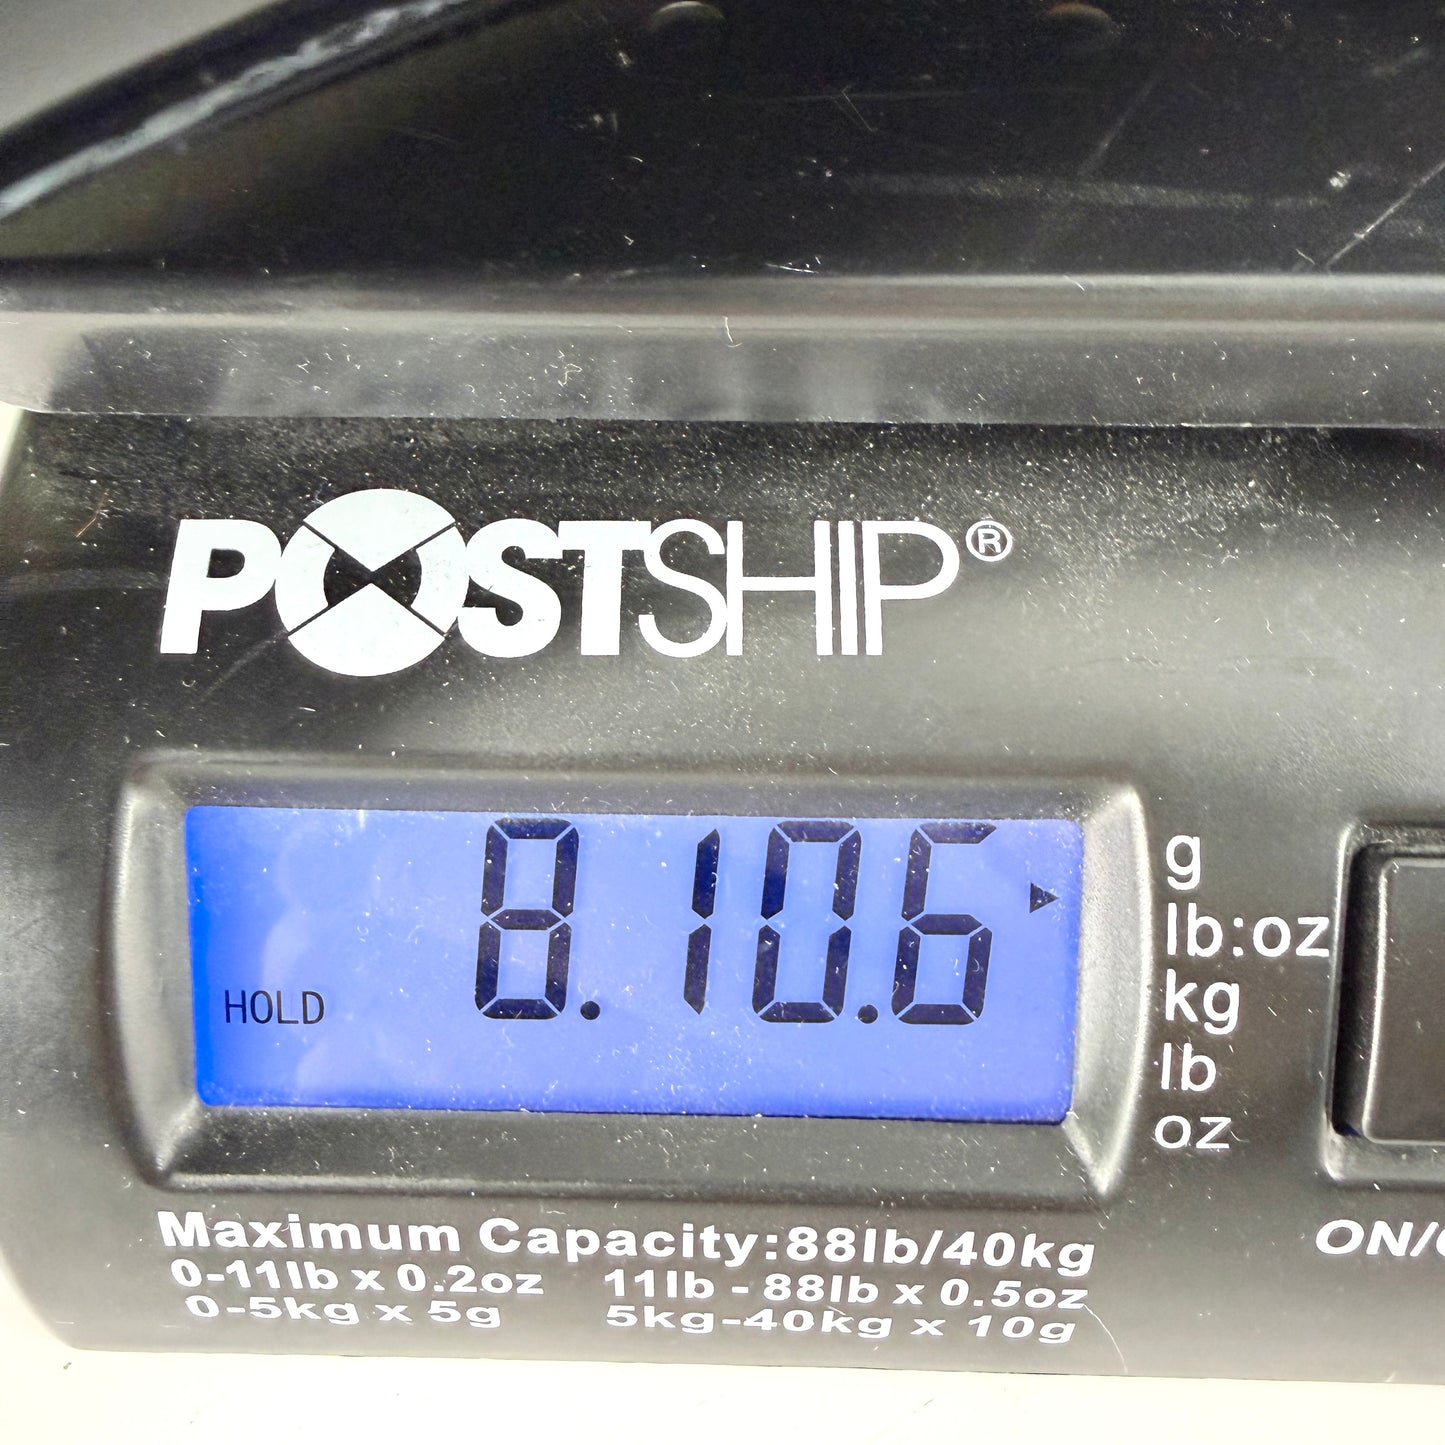 POSTSHIP®
8.10.6
HOLD
g
lb:oz
kg
lb
oz
Maximum Capacity:88lb/40kg
0-11lb x 0.2oz 11lb - 88lb x 0.5oz
0-5kg x 5g 5kg-40kg x 10g
ON/